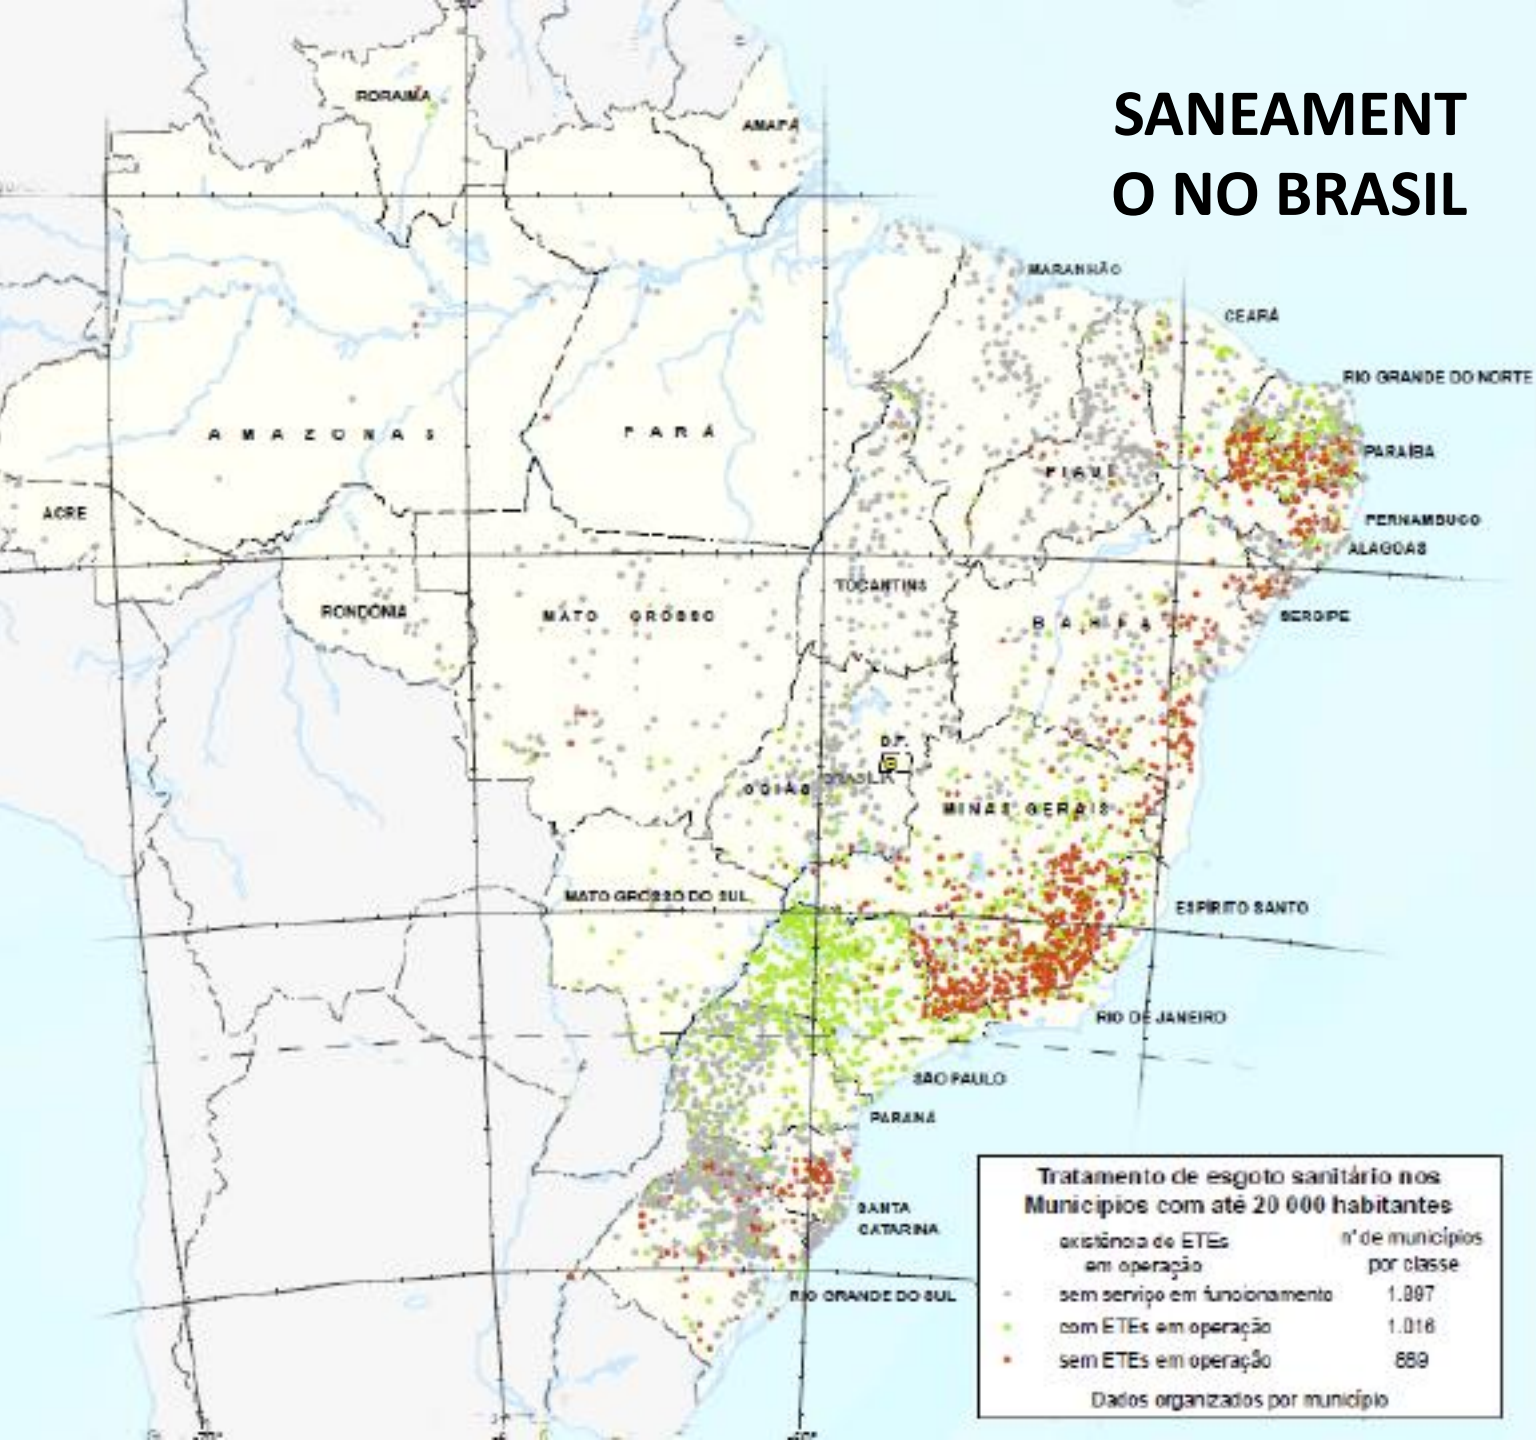 SANEAMENT
O NO BRASIL
RORAIMA
AMAPÁ
MARANHÃO
CEARÁ
RIO GRANDE DO NORTE
AMAZONAS
PARÁ
PARAÍBA
PIAUÍ
ACRE
PERNAMBUCO
ALAGOAS
TOCANTINS
RONDÔNIA
MATO GROSSO
BAHIA
SERGIPE
D.F.
BRASÍLIA
GOIÁS
MINAS GERAIS
MATO GROSSO DO SUL
ESPÍRITO SANTO
RIO DE JANEIRO
SÃO PAULO
PARANÁ
SANTA
CATARINA
RIO GRANDE DO SUL
Tratamento de esgoto sanitário nos
Municípios com até 20 000 habitantes
existência de ETEs
em operação
nº de municípios
por classe
sem serviço em funcionamento
com ETEs em operação 1.016
sem ETEs em operação
Dados organizados por município